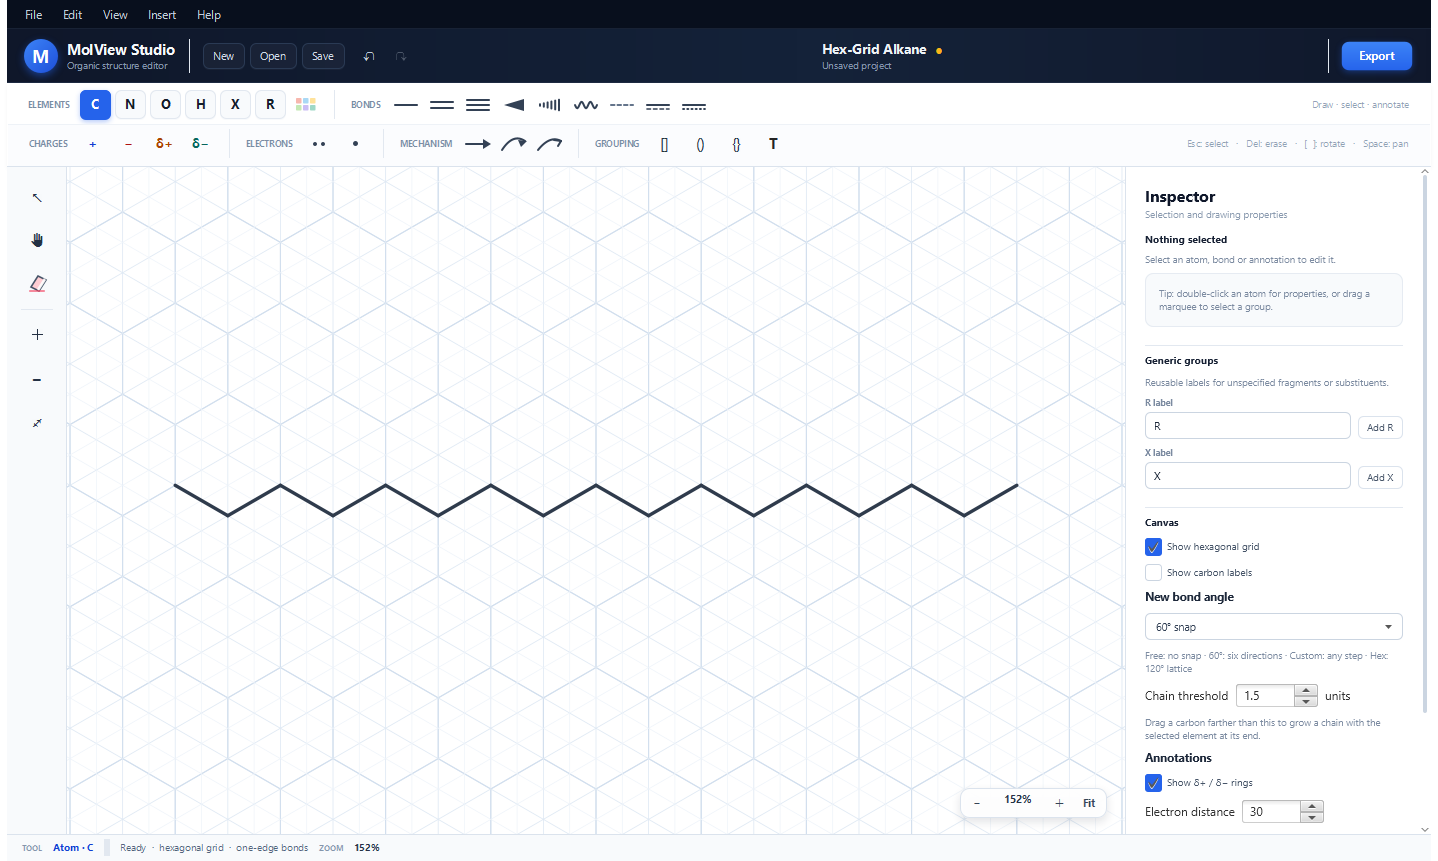 File Edit View Insert Help
M
MolView Studio
Organic structure editor
New Open Save
Hex-Grid Alkane
Unsaved project
Export
ELEMENTS C N O H X R BONDS
Draw · select · annotate
CHARGES + − δ+ δ− ELECTRONS MECHANISM GROUPING [] () {} T
Esc: select · Del: erase · [ ]: rotate · Space: pan
Inspector
Selection and drawing properties
Nothing selected
Select an atom, bond or annotation to edit it.
Tip: double-click an atom for properties, or drag a
marquee to select a group.
Generic groups
Reusable labels for unspecified fragments or substituents.
R label
R Add R
X label
X Add X
Canvas
Show hexagonal grid
Show carbon labels
New bond angle
60° snap
Free: no snap · 60°: six directions · Custom: any step · Hex:
120° lattice
Chain threshold 1.5 units
Drag a carbon farther than this to grow a chain with the
selected element at its end.
Annotations
Show δ+ / δ− rings
Electron distance 30
− 152% + Fit
TOOL Atom · C Ready · hexagonal grid · one-edge bonds ZOOM 152%